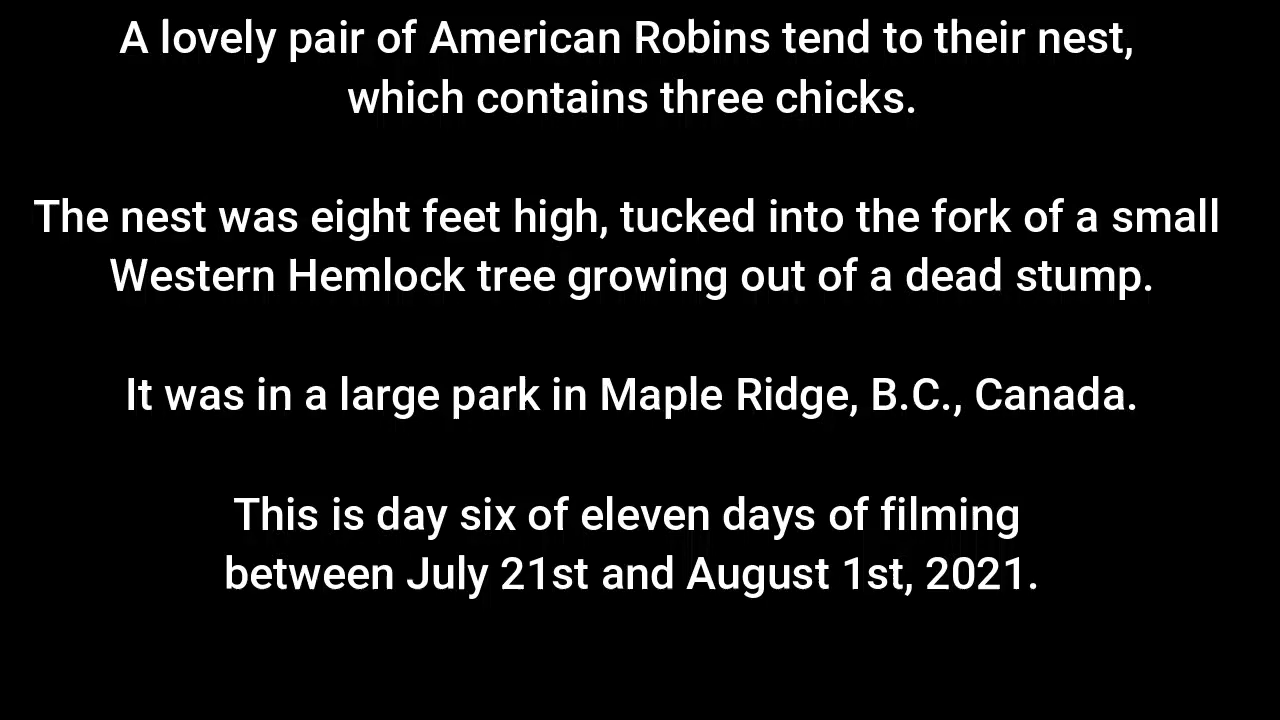 A lovely pair of American Robins tend to their nest,
which contains three chicks.
The nest was eight feet high, tucked into the fork of a small
Western Hemlock tree growing out of a dead stump.
It was in a large park in Maple Ridge, B.C., Canada.
This is day six of eleven days of filming
between July 21st and August 1st, 2021.